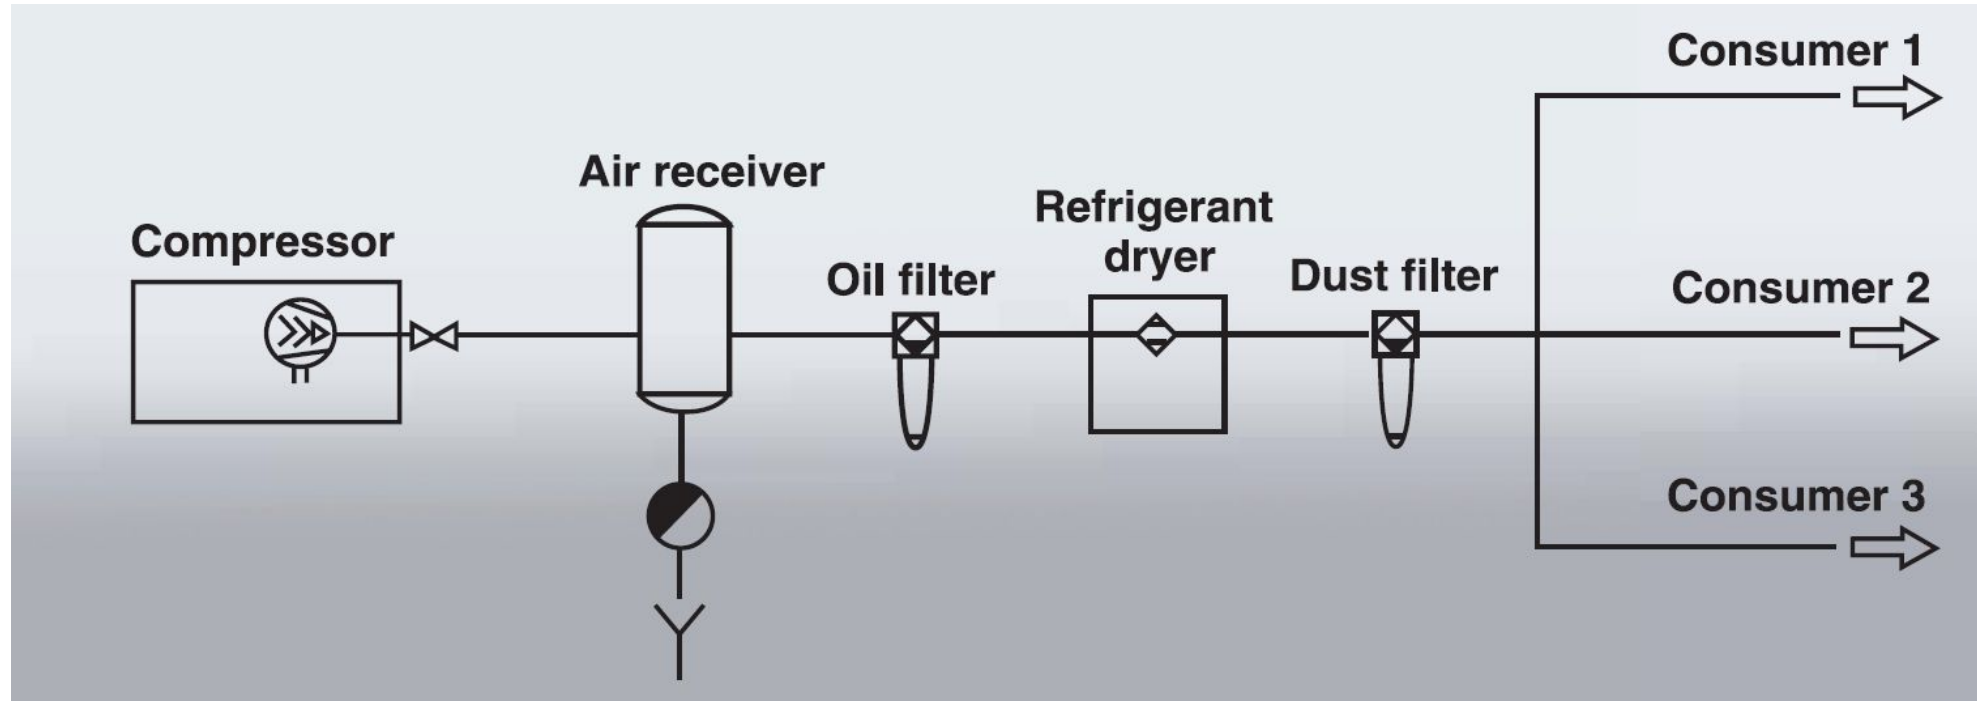 Consumer 1
Air receiver
Refrigerant
dryer
Compressor
Oil filter
Dust filter
Consumer 2
Consumer 3